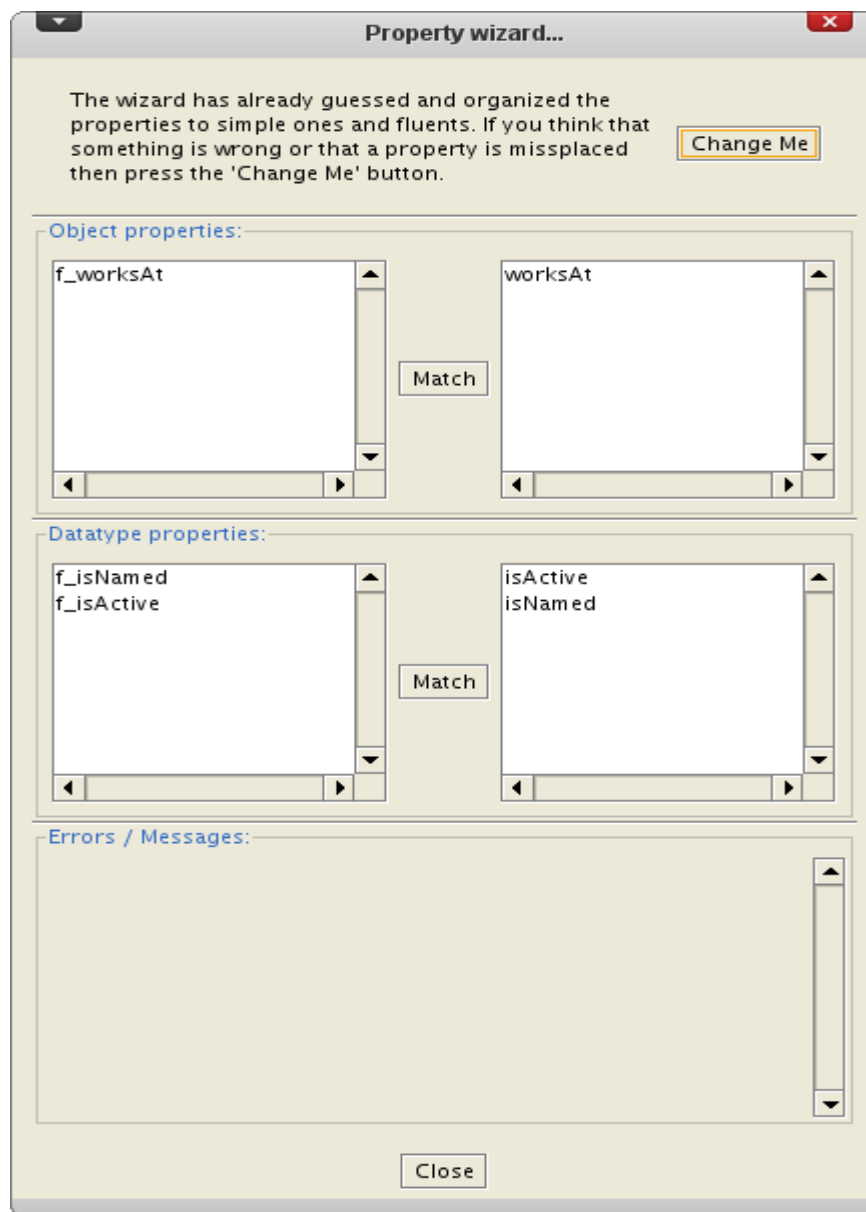 Property wizard...
The wizard has already guessed and organized the
properties to simple ones and fluents. If you think that
something is wrong or that a property is missplaced
then press the 'Change Me' button.
Change Me
Object properties:
f_worksAt
Match
worksAt
Datatype properties:
f_isNamed
f_isActive
Match
isActive
isNamed
Errors / Messages:
Close